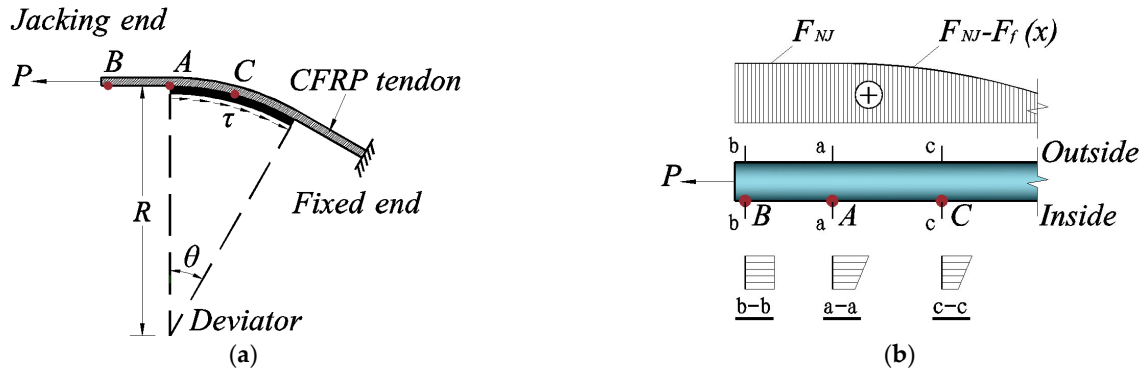 Jacking end
B A C
P
CFRP tendon
τ
R
Fixed end
θ
Deviator
(a)
F_NJ F_NJ-F_f (x)
+
b a c
Outside
P
b B a A c C Inside
b-b a-a c-c
(b)